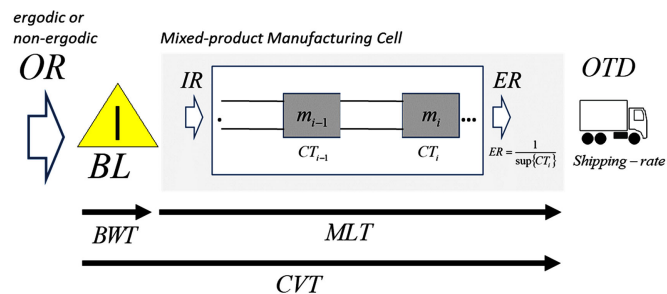 ergodic or
non-ergodic
Mixed-product Manufacturing Cell
OR
IR
ER
OTD
I
m_{i-1}
m_i
...
CT_{i-1}
CT_i
ER = 1 / sup{CT_i}
Shipping – rate
BL
BWT
MLT
CVT